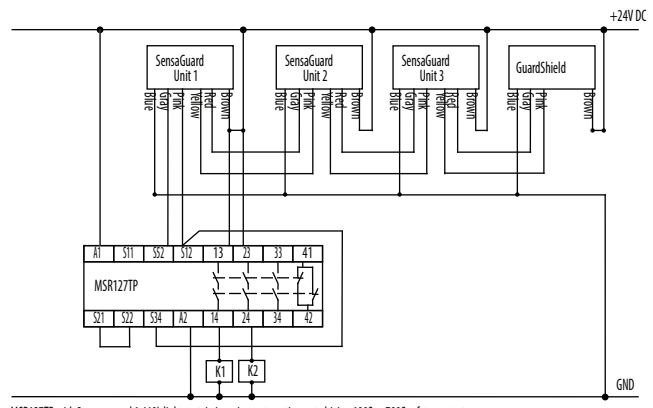 +24V DC
SensaGuard
Unit 1
SensaGuard
Unit 2
SensaGuard
Unit 3
GuardShield
Blue
Gray
Pink
Yellow
Red
Brown
Blue
Gray
Pink
Yellow
Red
Brown
Blue
Gray
Pink
Yellow
Red
Brown
Blue
Gray
Pink
Brown
A1 S11 S52 S12 13 23 33 41
MSR127TP
S21 S22 S34 A2 14 24 34 42
K1 K2
GND